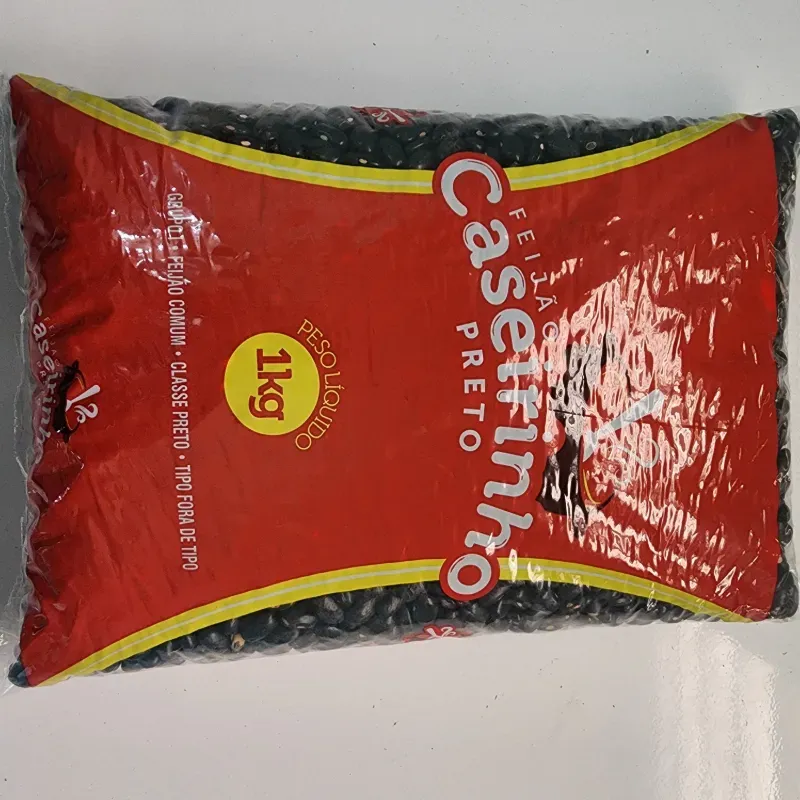 FEIJÃO
Caseirinho
PRETO
PESO LÍQUIDO
1kg
GRUPO I • FEIJÃO COMUM • CLASSE PRETO • TIPO FORA DE TIPO
Caseirinho